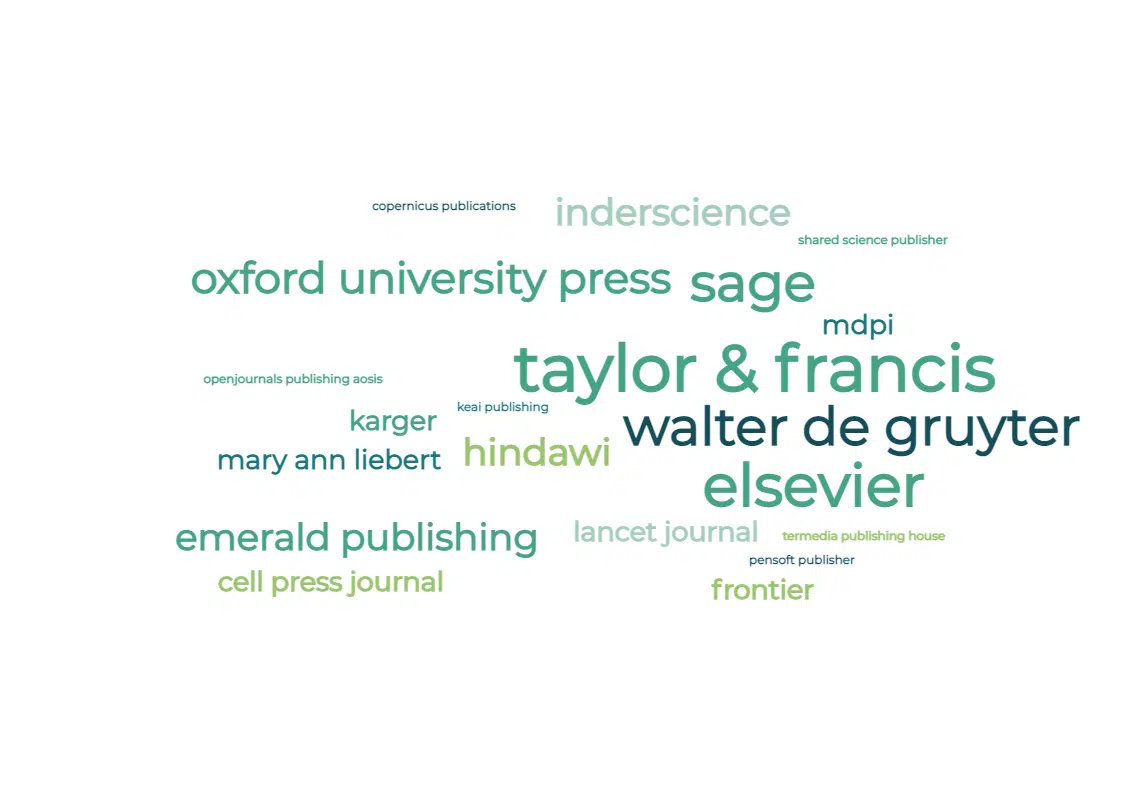 copernicus publications
inderscience
shared science publisher
oxford university press
sage
mdpi
taylor & francis
openjournals publishing aosis
keai publishing
karger
walter de gruyter
mary ann liebert
hindawi
elsevier
emerald publishing
lancet journal
termedia publishing house
pensoft publisher
cell press journal
frontier